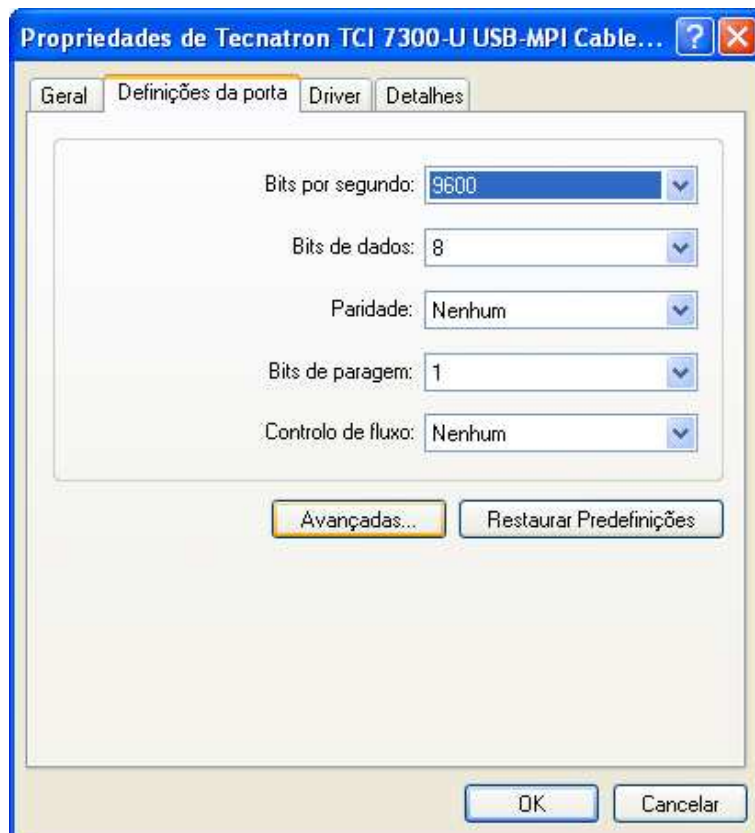 Propriedades de Tecnatron TCI 7300-U USB-MPI Cable... ?
Geral Definições da porta Driver Detalhes
Bits por segundo: 9600
Bits de dados: 8
Paridade: Nenhum
Bits de paragem: 1
Controlo de fluxo: Nenhum
Avançadas... Restaurar Predefinições
OK Cancelar